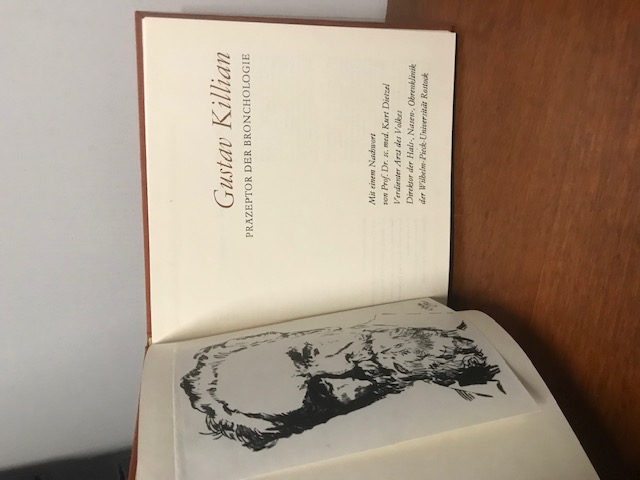 Gustav Killian
PRÄZEPTOR DER BRONCHOLOGIE
Mit einem Nachwort
von Prof. Dr. sc. med. Kurt Dietzel
Verdienter Arzt des Volkes
Direktor der Hals-, Nasen-, Ohrenklinik
der Wilhelm-Pieck-Universität Rostock